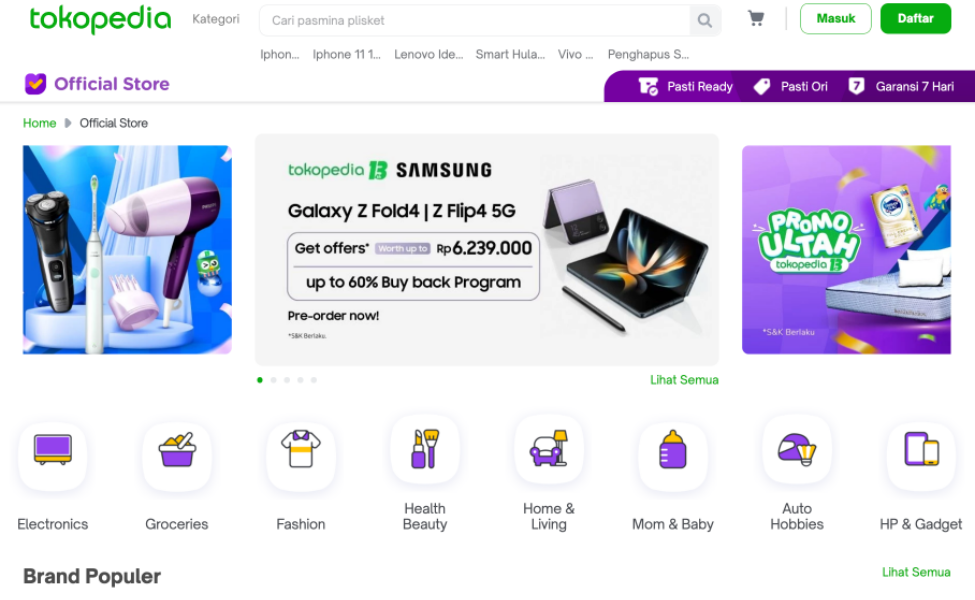 tokopedia
Kategori
Cari pasmina plisket
Masuk
Daftar
Iphon... Iphone 11 1... Lenovo Ide... Smart Hula... Vivo ... Penghapus S...
Official Store
Pasti Ready
Pasti Ori
7 Garansi 7 Hari
Home Official Store
tokopedia 13 SAMSUNG
Galaxy Z Fold4 | Z Flip4 5G
Get offers* Worth up to Rp6.239.000
up to 60% Buy back Program
Pre-order now!
*S&K Berlaku.
PROMO
ULTAH
tokopedia 13
*S&K Berlaku
Lihat Semua
Electronics
Groceries
Fashion
Health
Beauty
Home &
Living
Mom & Baby
Auto
Hobbies
HP & Gadget
Brand Populer
Lihat Semua